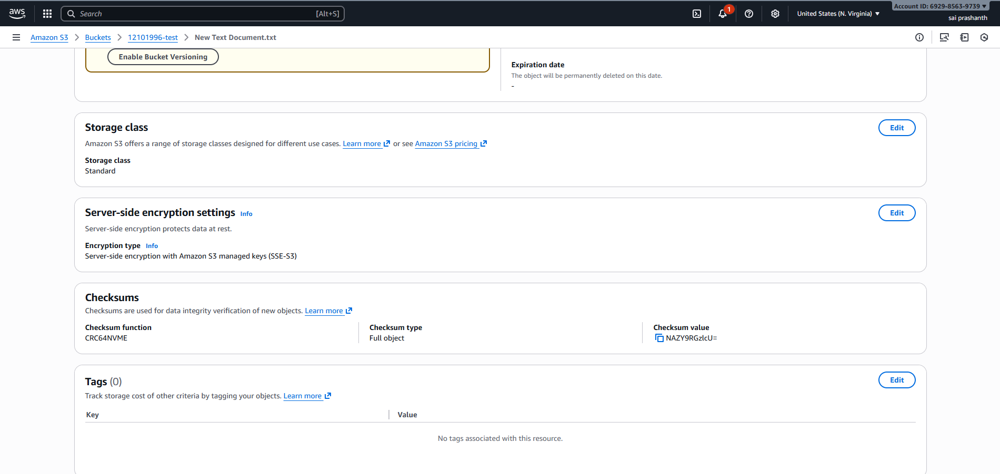 aws
Search [Alt+S]
1
United States (N. Virginia)
Account ID: 6929-8563-9739
sai prashanth
Amazon S3 > Buckets > 12101996-test > New Text Document.txt
Enable Bucket Versioning
Expiration date
The object will be permanently deleted on this date.
-
Storage class
Edit
Amazon S3 offers a range of storage classes designed for different use cases. Learn more or see Amazon S3 pricing
Storage class
Standard
Server-side encryption settings Info
Edit
Server-side encryption protects data at rest.
Encryption type Info
Server-side encryption with Amazon S3 managed keys (SSE-S3)
Checksums
Checksums are used for data integrity verification of new objects. Learn more
Checksum function
CRC64NVME
Checksum type
Full object
Checksum value
NAZY9RGzlcU=
Tags (0)
Edit
Track storage cost of other criteria by tagging your objects. Learn more
Key
Value
No tags associated with this resource.